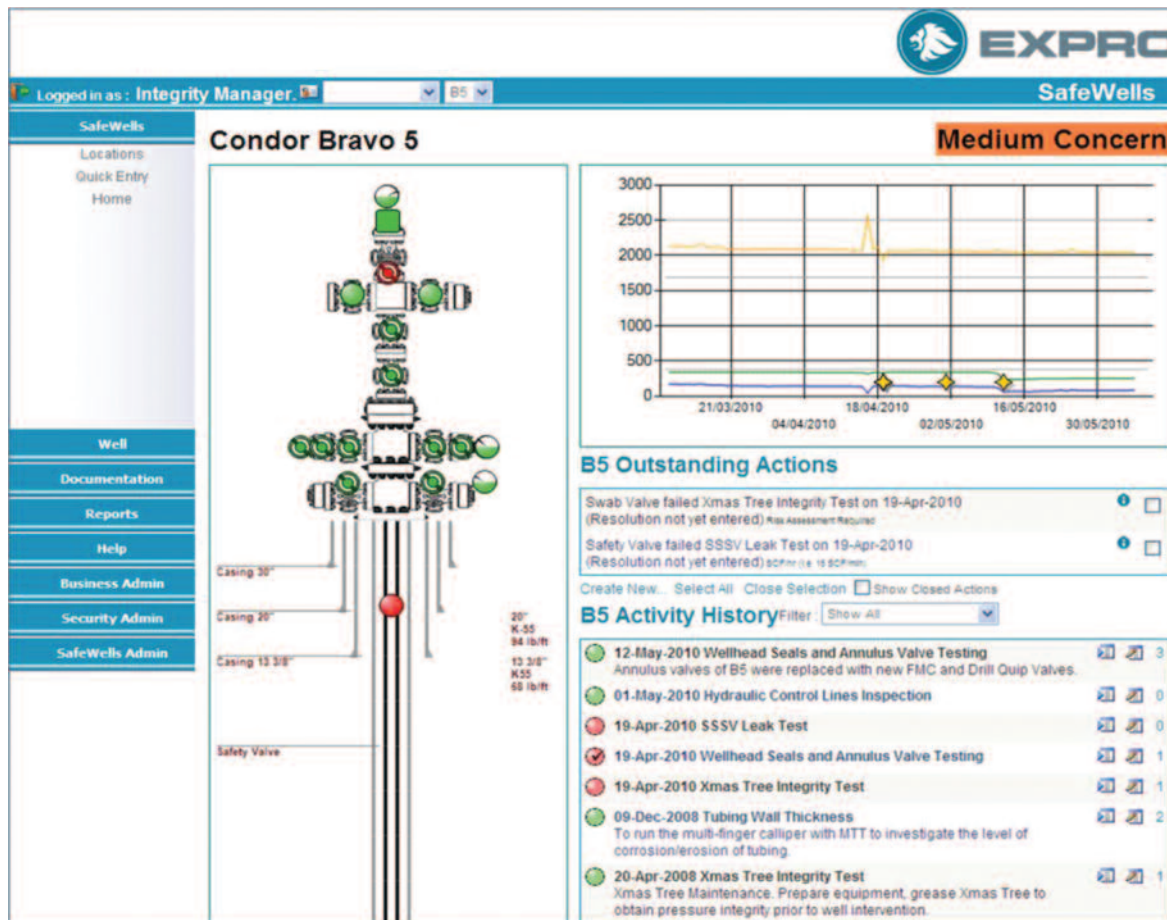 EXPRO
Logged in as : Integrity Manager.
B5
SafeWells
SafeWells
Locations
Quick Entry
Home
Well
Documentation
Reports
Help
Business Admin
Security Admin
SafeWells Admin
Condor Bravo 5
Medium Concern
Casing 30"
Casing 20"
Casing 13 3/8"
20"
K-55
94 lb/ft
13 3/8"
K55
68 lb/ft
Safety Valve
3000
2500
2000
1500
1000
500
0
21/03/2010
18/04/2010
16/05/2010
04/04/2010
02/05/2010
30/05/2010
B5 Outstanding Actions
Swab Valve failed Xmas Tree Integrity Test on 19-Apr-2010
(Resolution not yet entered) Risk Assessment Required
Safety Valve failed SSSV Leak Test on 19-Apr-2010
(Resolution not yet entered)
Create New... Select All Close Selection Show Closed Actions
B5 Activity History Filter : Show All
12-May-2010 Wellhead Seals and Annulus Valve Testing 3
Annulus valves of B5 were replaced with new FMC and Drill Quip Valves.
01-May-2010 Hydraulic Control Lines Inspection 0
19-Apr-2010 SSSV Leak Test 0
19-Apr-2010 Wellhead Seals and Annulus Valve Testing 1
19-Apr-2010 Xmas Tree Integrity Test 1
09-Dec-2008 Tubing Wall Thickness 2
To run the multi-finger calliper with MTT to investigate the level of
corrosion/erosion of tubing.
20-Apr-2008 Xmas Tree Integrity Test 1
Xmas Tree Maintenance. Prepare equipment, grease Xmas Tree to
obtain pressure integrity prior to well intervention.